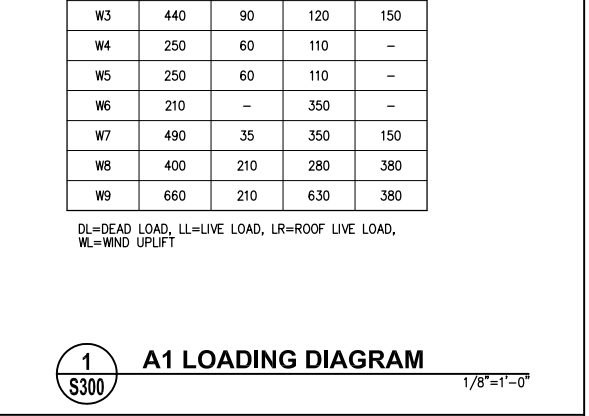 W3 440 90 120 150
W4 250 60 110 –
W5 250 60 110 –
W6 210 – 350 –
W7 490 35 350 150
W8 400 210 280 380
W9 660 210 630 380
DL=DEAD LOAD, LL=LIVE LOAD, LR=ROOF LIVE LOAD,
WL=WIND UPLIFT
1 A1 LOADING DIAGRAM
S300 1/8"=1'-0"